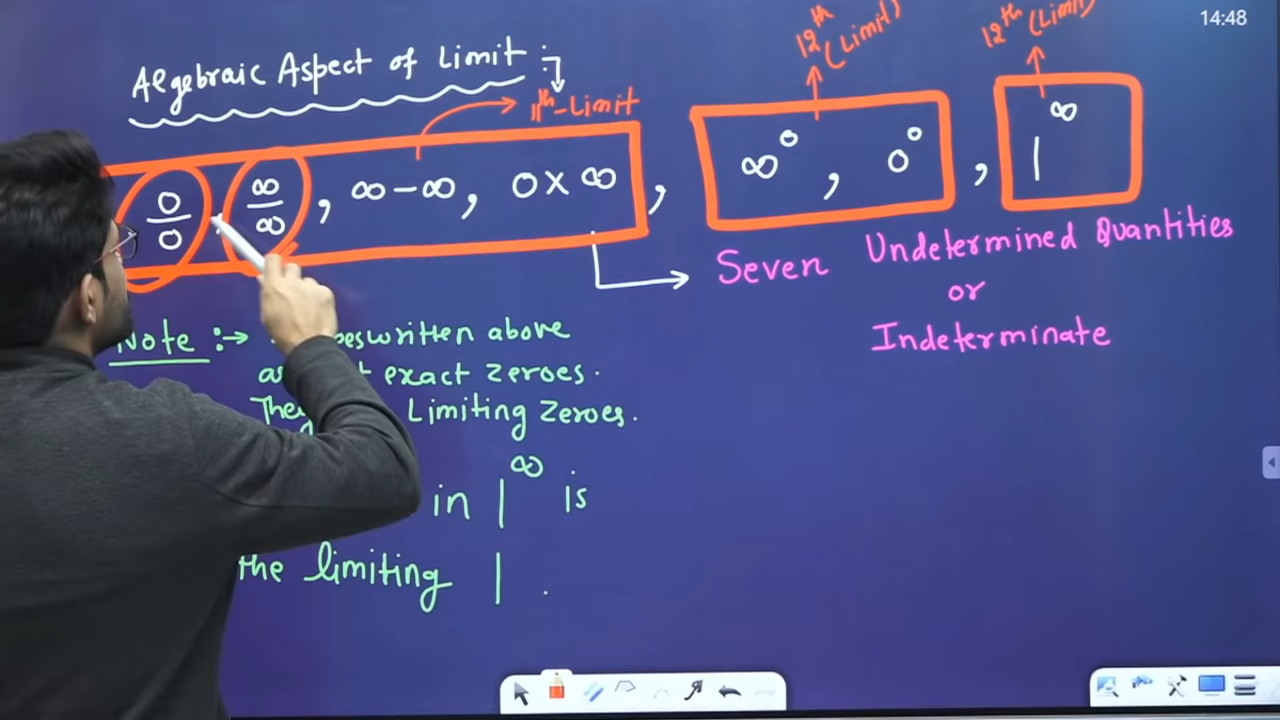 14:48
12th (Limit)
12th (Limit)
Algebraic Aspect of Limit :
11th-Limit
0/0, ∞/∞, ∞-∞, 0×∞, ∞⁰, 0⁰, 1^∞
Seven Undetermined Quantities
or
Indeterminate
Note :→ written above
exact zeroes.
Limiting zeroes.
in 1^∞ is
the limiting 1.